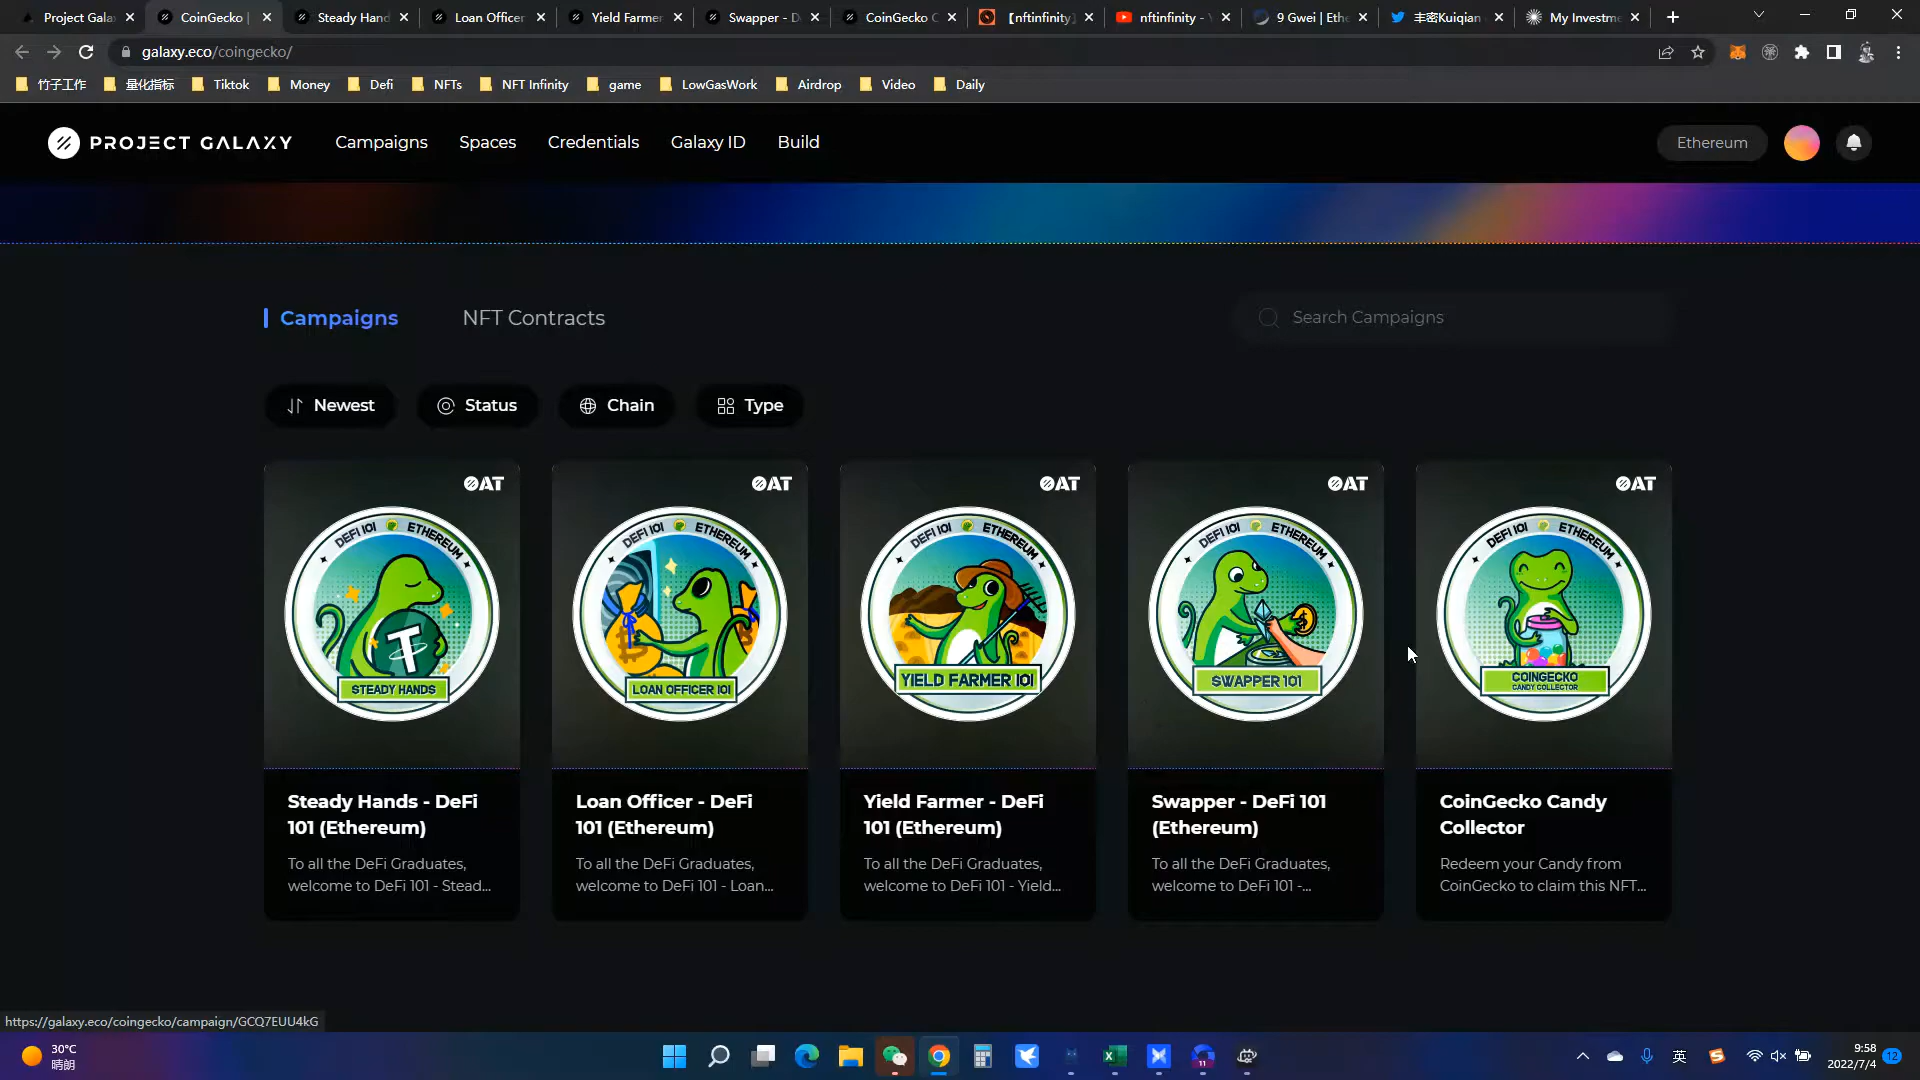 Project Gala
CoinGecko |
Steady Hand
Loan Officer
Yield Farmer
Swapper - D
CoinGecko C
【nftinfinity】
nftinfinity - Y
9 Gwei | Eth
丰密Kuiqian
My Investme
galaxy.eco/coingecko/
竹子工作
量化指标
Tiktok
Money
Defi
NFTs
NFT Infinity
game
LowGasWork
Airdrop
Video
Daily
PROJECT GALAXY
Campaigns
Spaces
Credentials
Galaxy ID
Build
Ethereum
Campaigns
NFT Contracts
Search Campaigns
Newest
Status
Chain
Type
OAT
DEFI 101 ETHEREUM
STEADY HANDS
Steady Hands - DeFi
101 (Ethereum)
To all the DeFi Graduates,
welcome to DeFi 101 - Stead...
OAT
DEFI 101 ETHEREUM
LOAN OFFICER 101
Loan Officer - DeFi
101 (Ethereum)
To all the DeFi Graduates,
welcome to DeFi 101 - Loan...
OAT
DEFI 101 ETHEREUM
YIELD FARMER 101
Yield Farmer - DeFi
101 (Ethereum)
To all the DeFi Graduates,
welcome to DeFi 101 - Yield...
OAT
DEFI 101 ETHEREUM
SWAPPER 101
Swapper - DeFi 101
(Ethereum)
To all the DeFi Graduates,
welcome to DeFi 101 -...
OAT
DEFI 101 ETHEREUM
COINGECKO
CANDY COLLECTOR
CoinGecko Candy
Collector
Redeem your Candy from
CoinGecko to claim this NFT...
https://galaxy.eco/coingecko/campaign/GCQ7EUU4kG
30°C
晴朗
11
英
9:58
2022/7/4
12